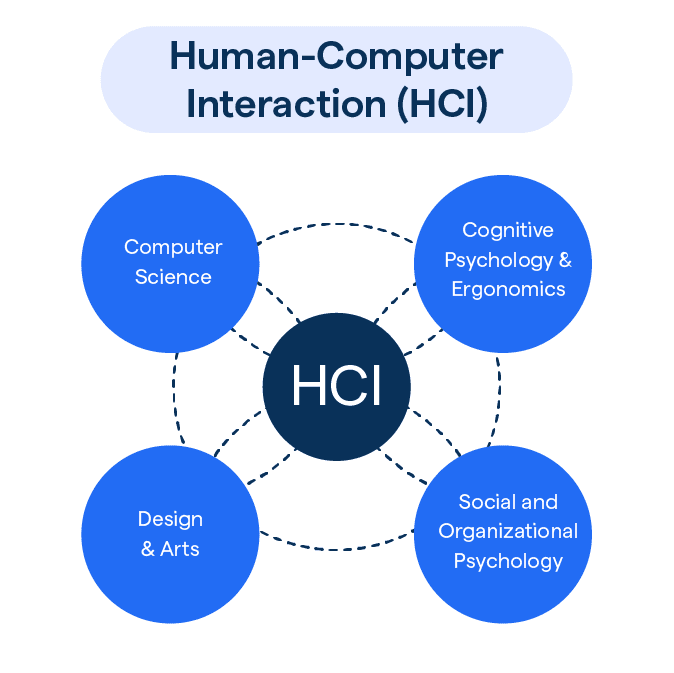 Human-Computer
Interaction (HCI)
Computer
Science
Cognitive
Psychology &
Ergonomics
HCI
Design
& Arts
Social and
Organizational
Psychology